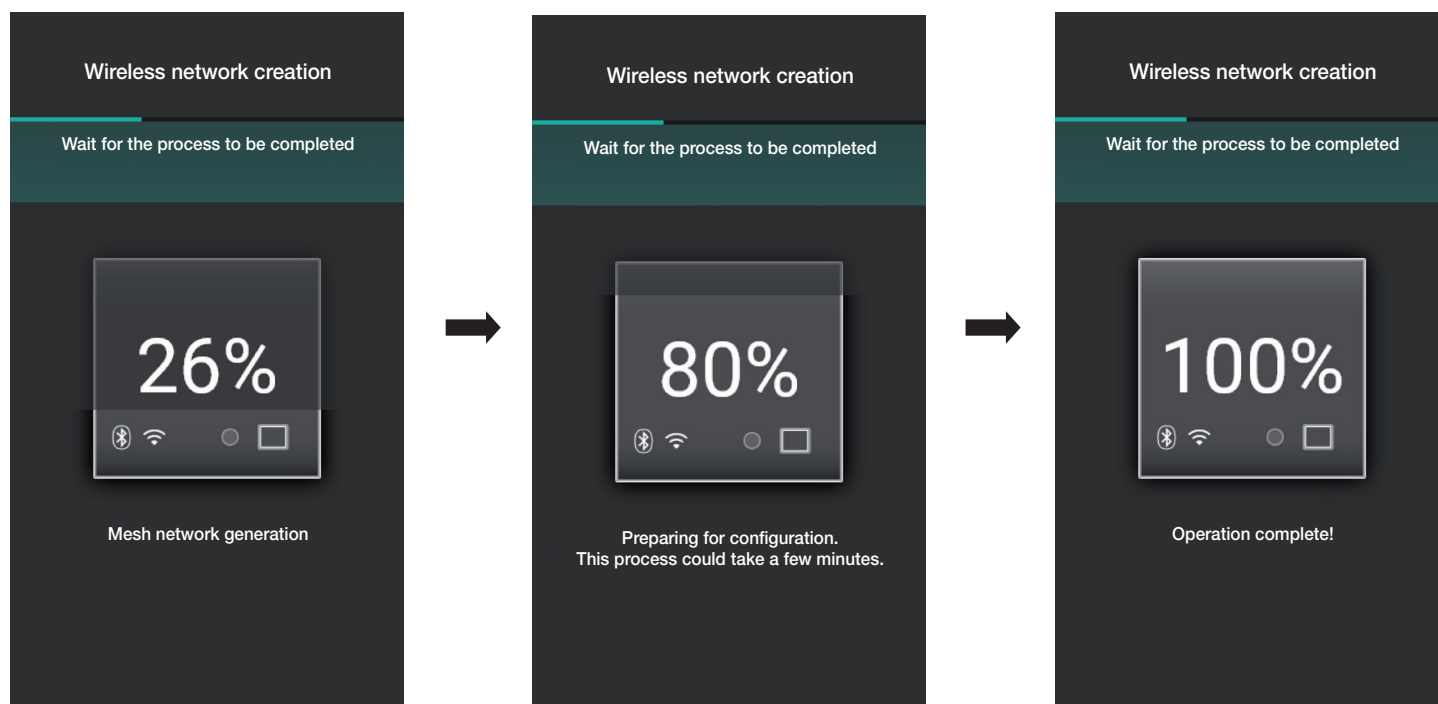 Wireless network creation
Wait for the process to be completed
26%
Mesh network generation
Wireless network creation
Wait for the process to be completed
80%
Preparing for configuration.
This process could take a few minutes.
Wireless network creation
Wait for the process to be completed
100%
Operation complete!